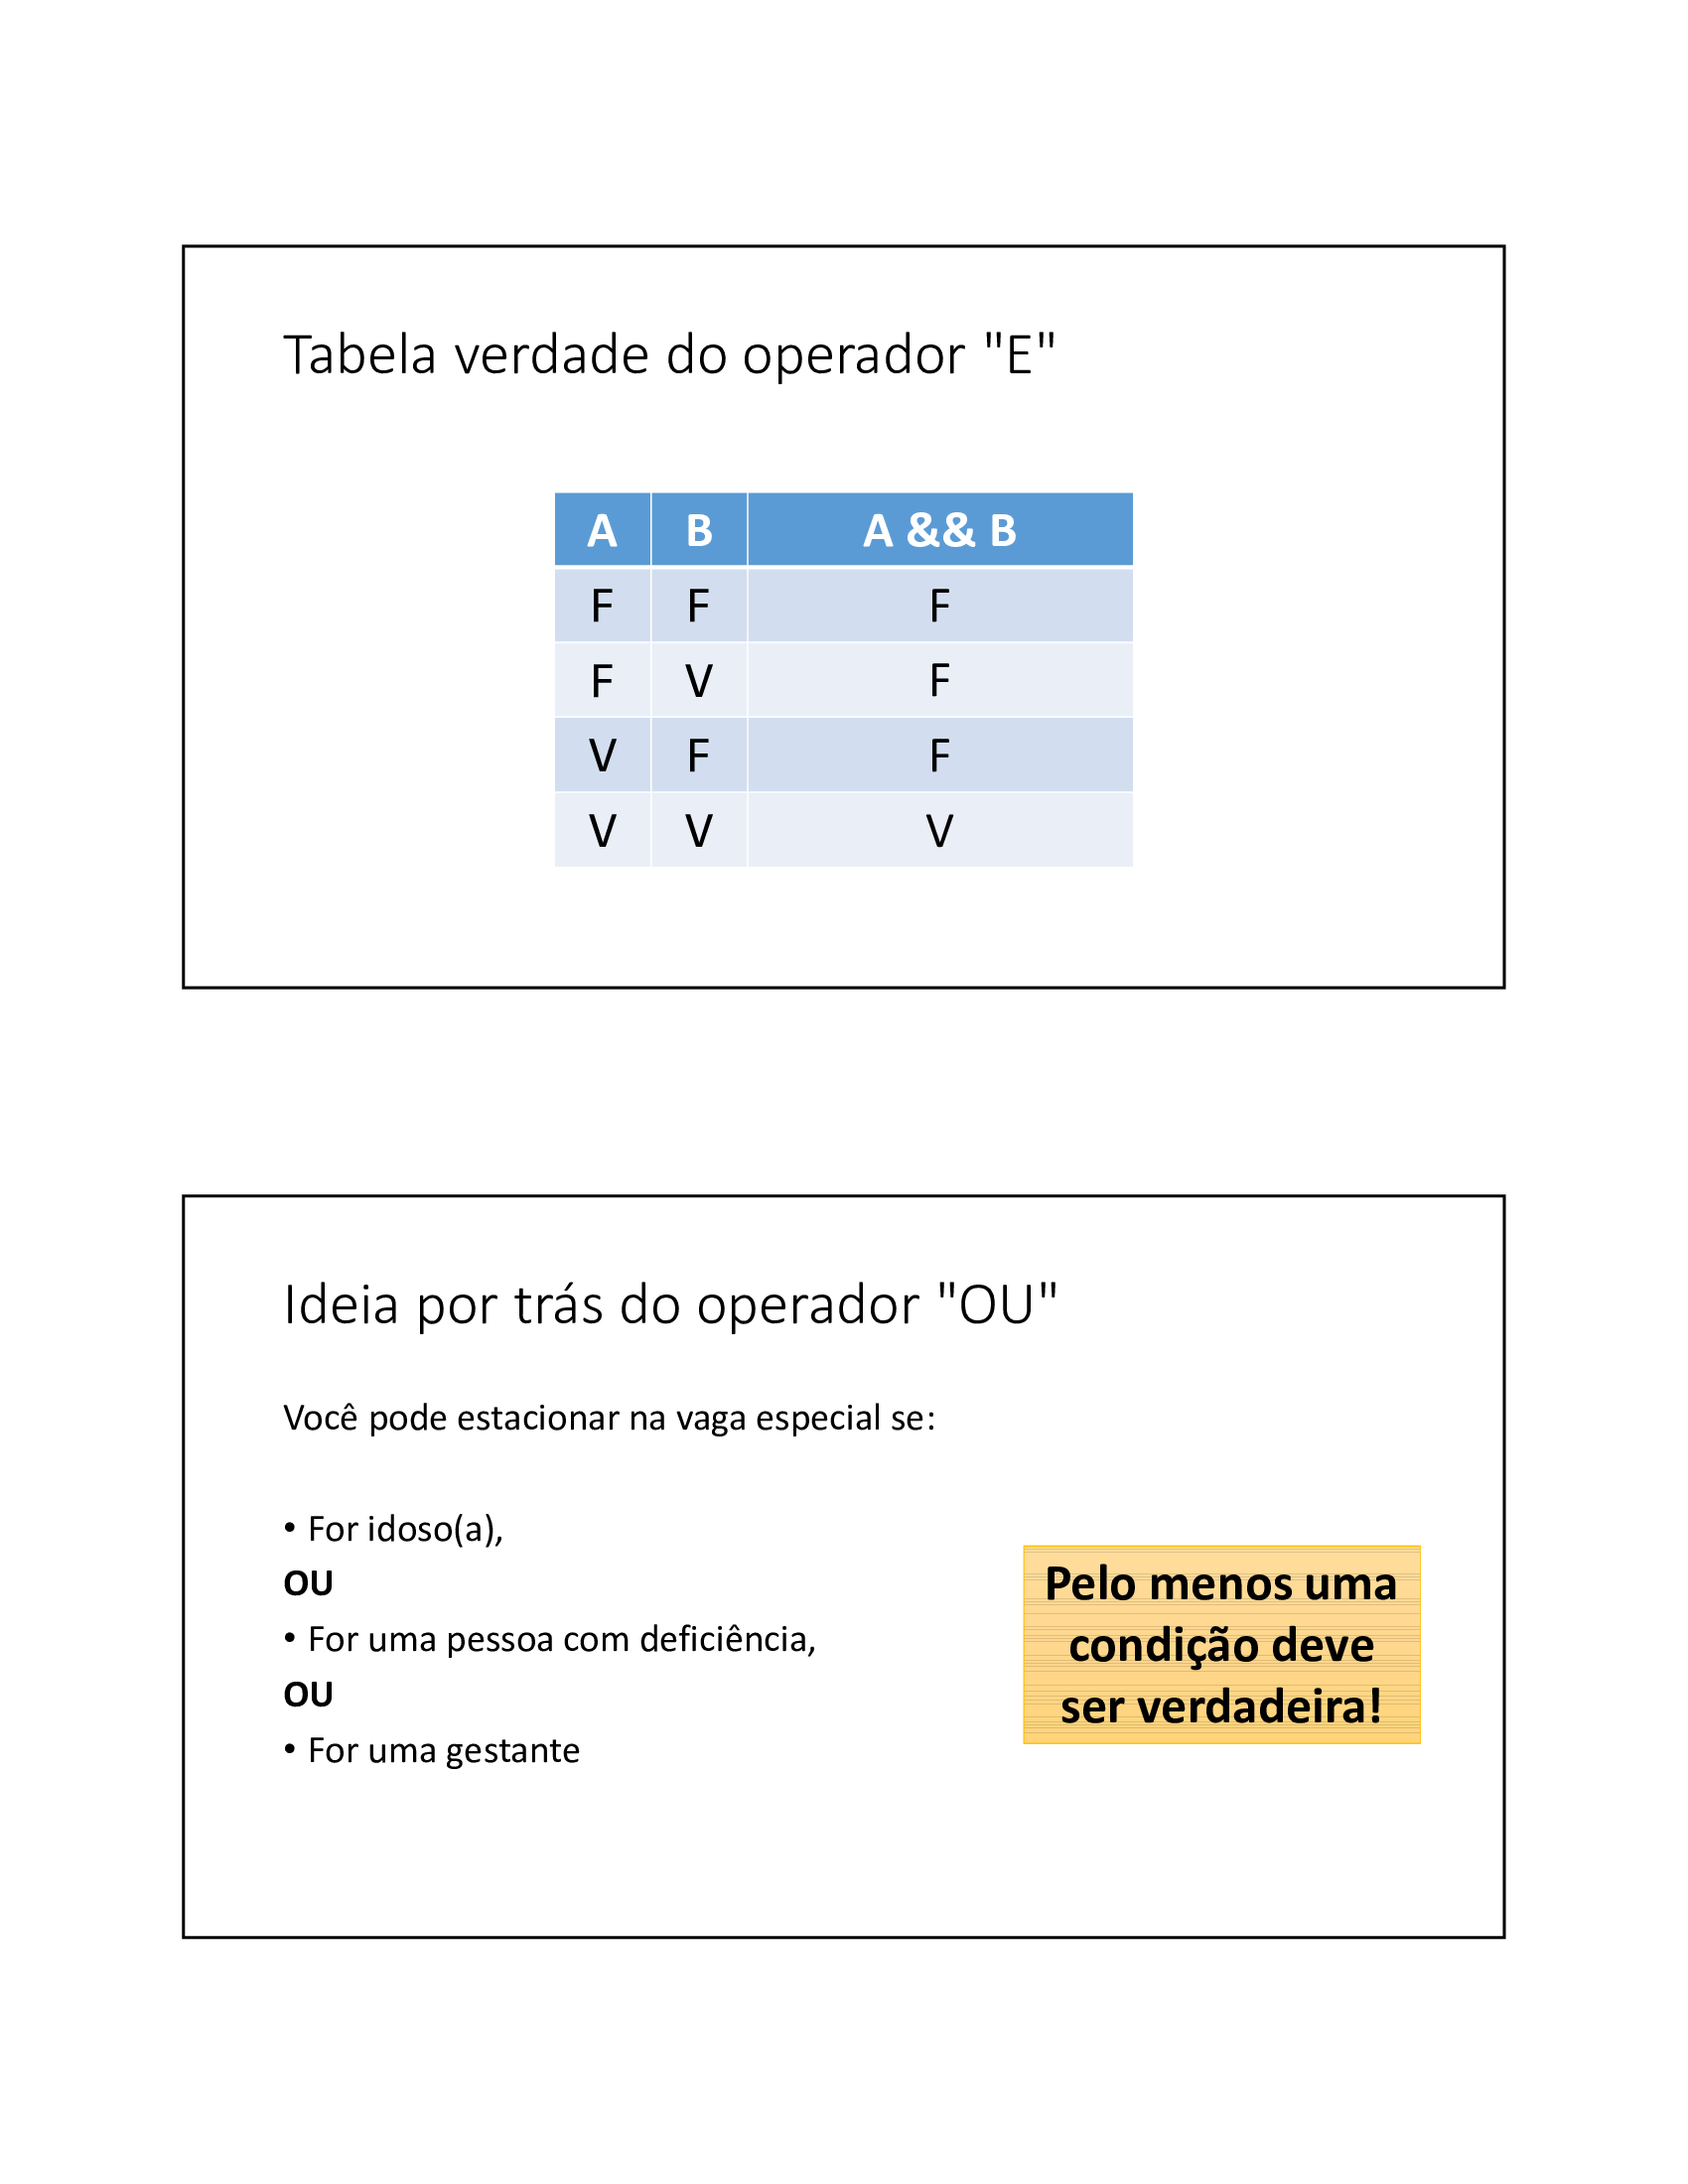 Tabela verdade do operador "E"
A B A && B
F F F
F V F
V F F
V V V
Ideia por trás do operador "OU"
Você pode estacionar na vaga especial se:
• For idoso(a),
OU
• For uma pessoa com deficiência,
OU
• For uma gestante
Pelo menos uma
condição deve
ser verdadeira!